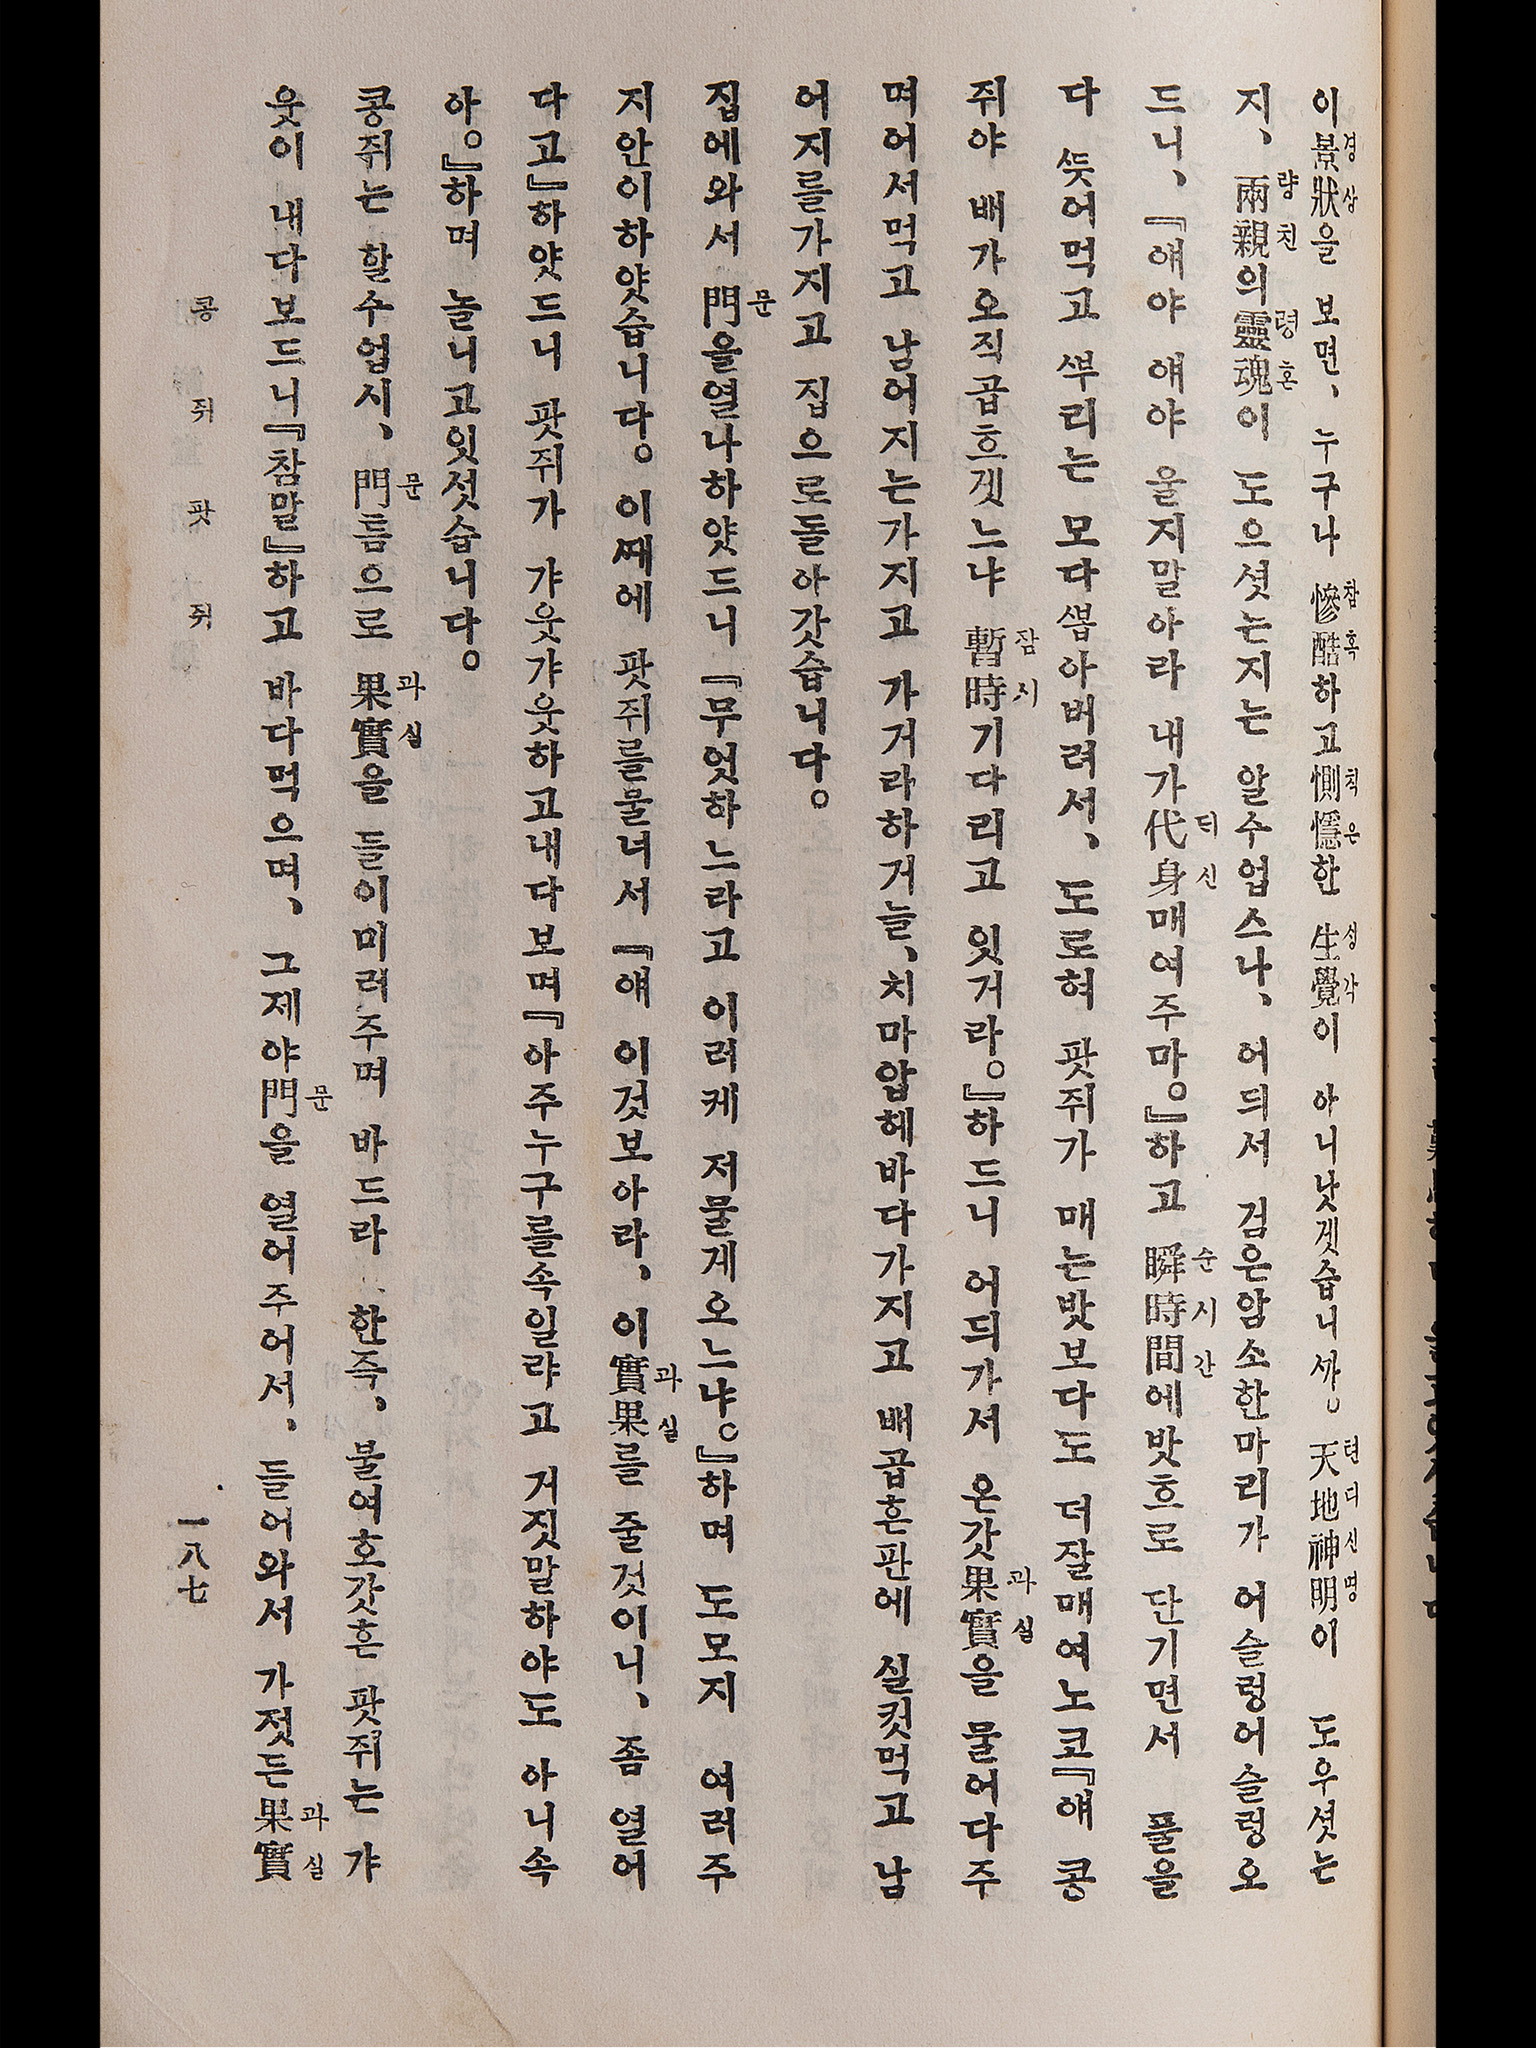 이景狀을 보면、누구나 慘酷하고惻隱한 生覺이 아니낫겟습니ᄭᅡ。 天地神明이 도우셧는
지、兩親의靈魂이 도으셧는지는 알수업스나、어듸서 검은암소한마리가 어슬렁어슬렁오
드니、『얘야 얘야 울지말아라 내가代身매여주마。』하고 瞬時間에밧흐로 단기면서 풀을
다 ᄯᅳᆺ어먹고 ᄲᅮ리는 모다ᄲᅩᆸ아버려서、도로혀 팟쥐가 매는밧보다도 더잘매여노코『얘 콩
쥐야 배가오직곱흐겟느냐 暫時기다리고 잇거라。』하드니 어듸가서 온갓果實을 물어다주
며어서먹고 남어지는가지고 가거라하거늘、치마압헤바다가지고 배곱흔판에 실컷먹고 남
어지를가지고 집으로돌아갓습니다。
집에와서 門을열나하얏드니 『무엇하느라고 이러케 저물게오느냐。』하며 도모지 여러주
지안이하얏습니다。이ᄶᅢ에 팟쥐를불너서 『얘 이것보아라、이實果를 줄것이니、좀 열어
다고』하얏드니 팟쥐가 갸웃갸웃하고내다보며『아주누구를속일랴고 거짓말하야도 아니속
아。』하며 놀니고잇섯습니다。
콩쥐는 할수업시、門틈으로 果實을 들이미러주며 바드라 한즉、불여호갓흔 팟쥐는 갸
웃이 내다보드니『참말』하고 바다먹으며、그제야門을 열어주어서、들어와서 가젓든果實
콩쥐팟쥐
一八七